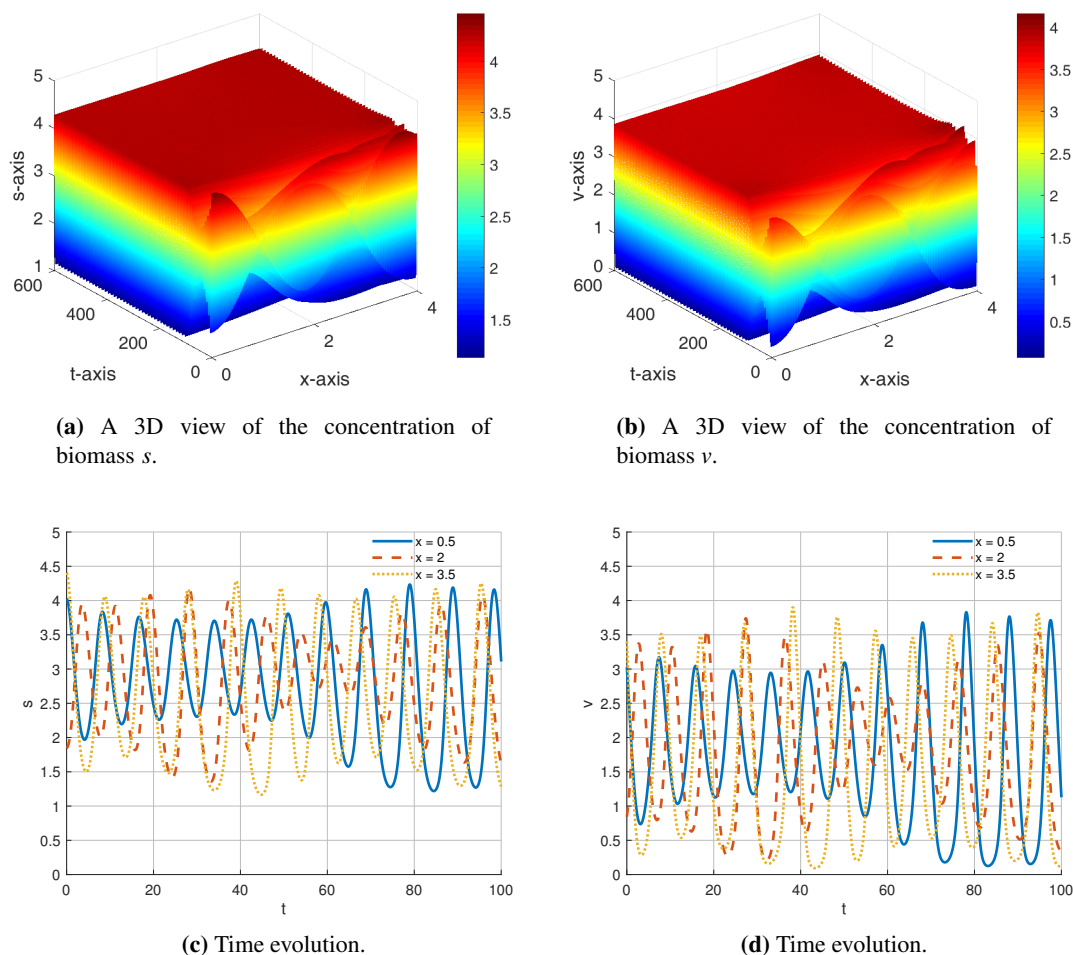 5
4
3
2
1
s-axis
600
400
200
0
t-axis
0
2
4
x-axis
4
3.5
3
2.5
2
1.5
5
4
3
2
1
0
v-axis
600
400
200
0
t-axis
0
2
4
x-axis
4
3.5
3
2.5
2
1.5
1
0.5
(a) A 3D view of the concentration of
biomass s.
(b) A 3D view of the concentration of
biomass v.
5
4.5
4
3.5
3
2.5
2
1.5
1
0.5
0
s
x = 0.5
x = 2
x = 3.5
0 20 40 60 80 100
t
(c) Time evolution.
5
4.5
4
3.5
3
2.5
2
1.5
1
0.5
0
v
x = 0.5
x = 2
x = 3.5
0 20 40 60 80 100
t
(d) Time evolution.